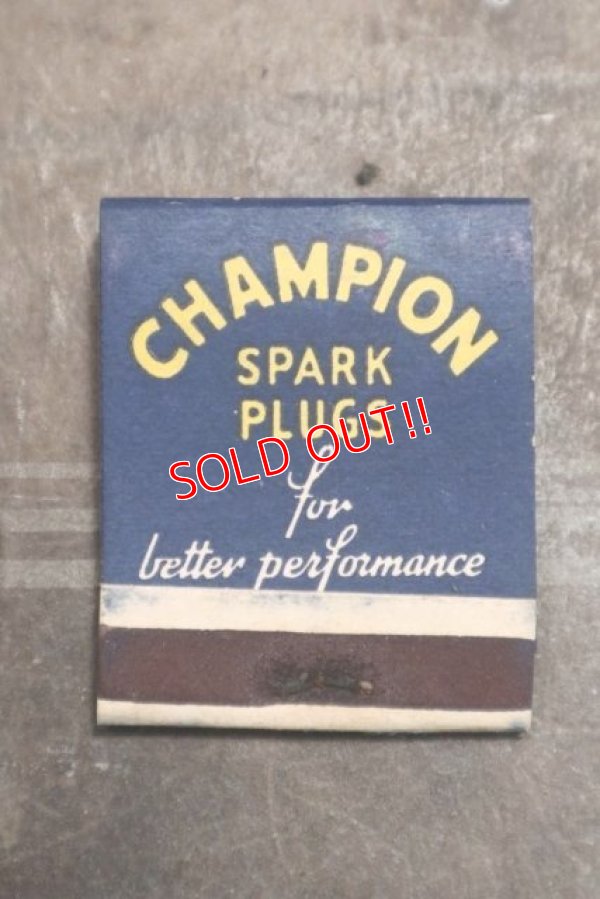 CHAMPION
SPARK
PLUGS
SOLD OUT!!
for
better performance